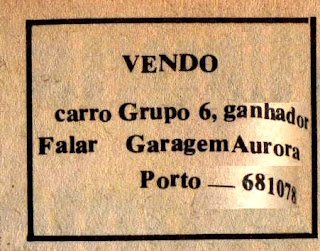 VENDO
carro Grupo 6, ganhador
Falar Garagem Aurora
Porto — 681078